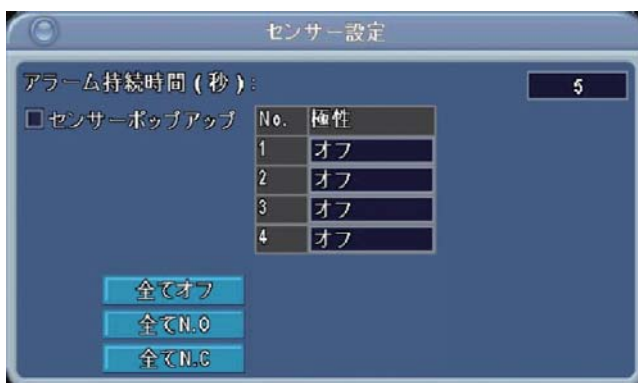 センサー設定
アラーム持続時間 ( 秒 ) : 5
センサーポップアップ
No. 極性
1 オフ
2 オフ
3 オフ
4 オフ
全てオフ
全てN.O
全てN.C